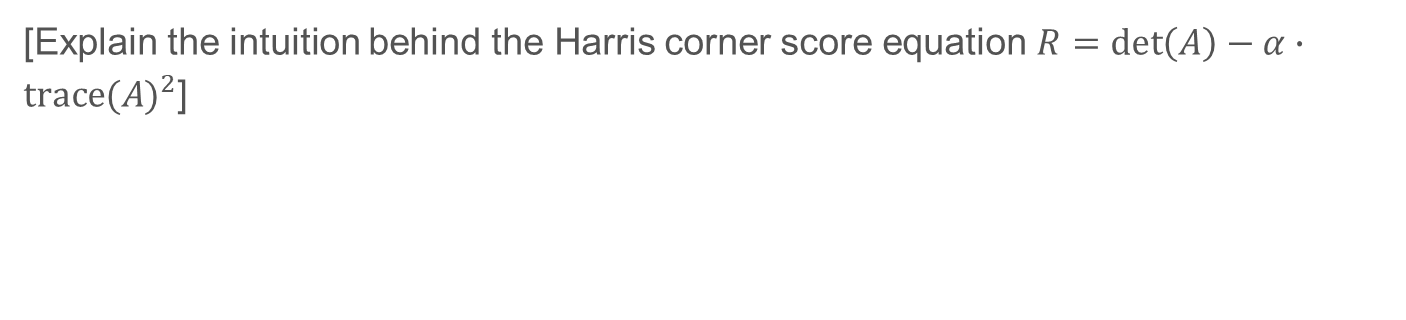 [Explain the intuition behind the Harris corner score equation 𝑅 = det(𝐴) − 𝛼 ·
trace(𝐴)²]